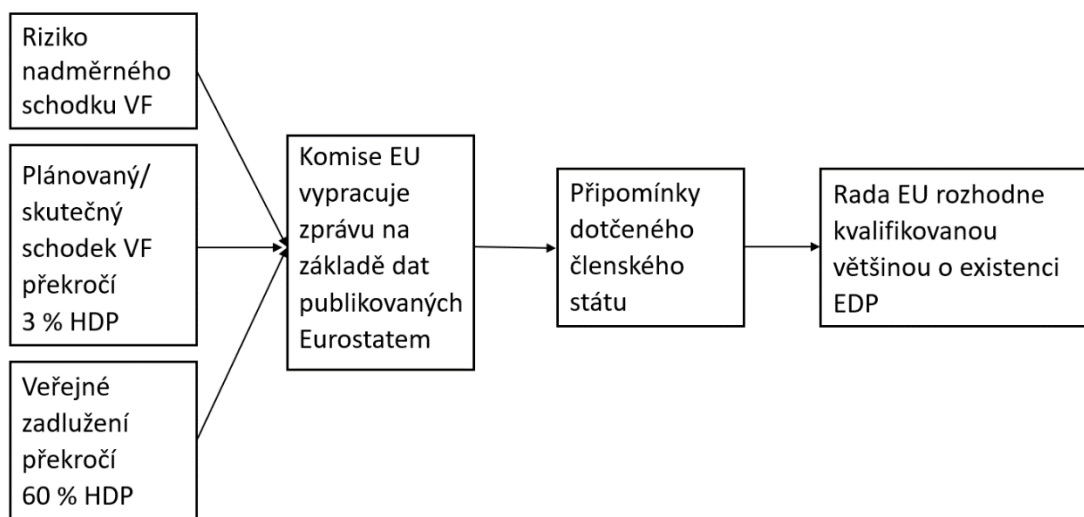 Riziko
nadměrného
schodku VF
Plánovaný/
skutečný
schodek VF
překročí
3 % HDP
Veřejné
zadlužení
překročí
60 % HDP
Komise EU
vypracuje
zprávu na
základě dat
publikovaných
Eurostatem
Připomínky
dotčeného
členského
státu
Rada EU rozhodne
kvalifikovanou
většinou o existenci
EDP